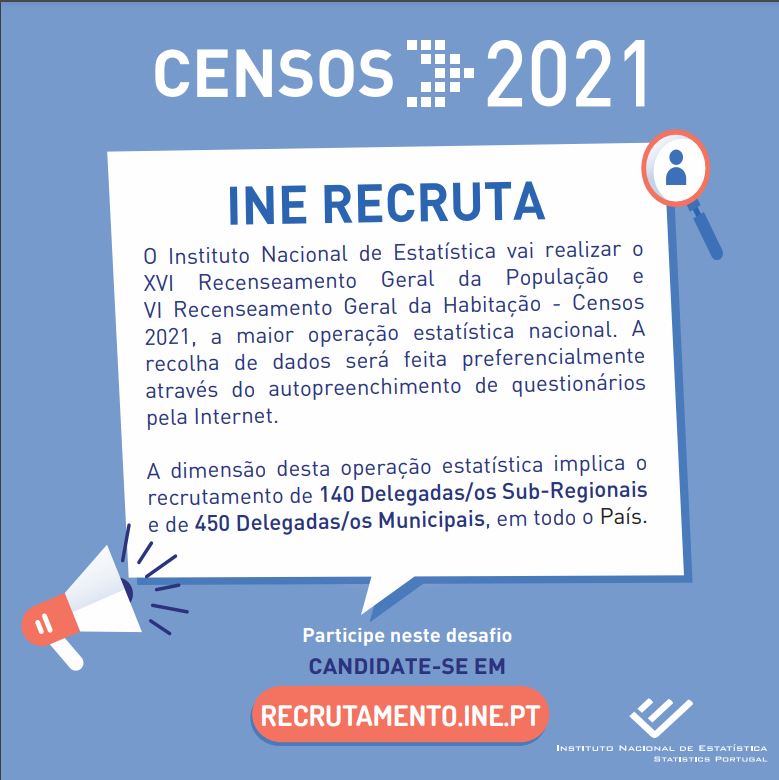 CENSOS 2021
INE RECRUTA
O Instituto Nacional de Estatística vai realizar o
XVI Recenseamento Geral da População e
VI Recenseamento Geral da Habitação - Censos
2021, a maior operação estatística nacional. A
recolha de dados será feita preferencialmente
através do autopreenchimento de questionários
pela Internet.
A dimensão desta operação estatística implica o
recrutamento de 140 Delegadas/os Sub-Regionais
e de 450 Delegadas/os Municipais, em todo o País.
Participe neste desafio
CANDIDATE-SE EM
RECRUTAMENTO.INE.PT
INSTITUTO NACIONAL DE ESTATÍSTICA
STATISTICS PORTUGAL